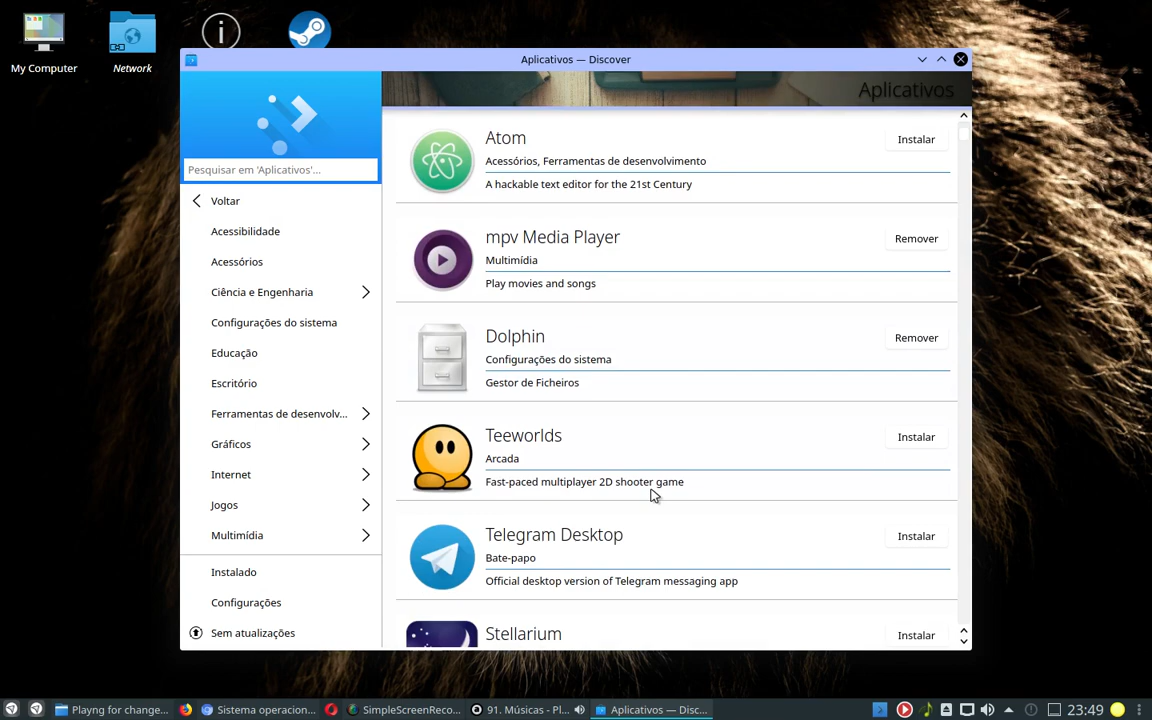 My Computer
Network
Aplicativos — Discover
Aplicativos
Pesquisar em 'Aplicativos'...
Voltar
Acessibilidade
Acessórios
Ciência e Engenharia
Configurações do sistema
Educação
Escritório
Ferramentas de desenvolv...
Gráficos
Internet
Jogos
Multimídia
Instalado
Configurações
Sem atualizações
Atom
Instalar
Acessórios, Ferramentas de desenvolvimento
A hackable text editor for the 21st Century
mpv Media Player
Remover
Multimídia
Play movies and songs
Dolphin
Remover
Configurações do sistema
Gestor de Ficheiros
Teeworlds
Instalar
Arcada
Fast-paced multiplayer 2D shooter game
Telegram Desktop
Instalar
Bate-papo
Official desktop version of Telegram messaging app
Stellarium
Instalar
Playng for change...
Sistema operacion...
SimpleScreenReco...
91. Músicas - Pl...
Aplicativos — Disc...
23:49